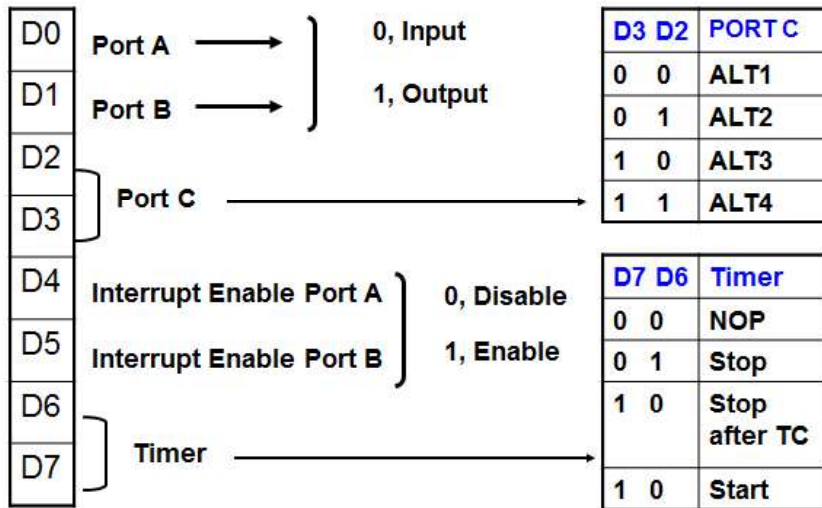 D0
Port A
0, Input
D1
Port B
1, Output
D2
D3
Port C
D4
Interrupt Enable Port A
0, Disable
D5
Interrupt Enable Port B
1, Enable
D6
D7
Timer
D3 D2 PORT C
0 0 ALT1
0 1 ALT2
1 0 ALT3
1 1 ALT4
D7 D6 Timer
0 0 NOP
0 1 Stop
1 0 Stop
after TC
1 0 Start